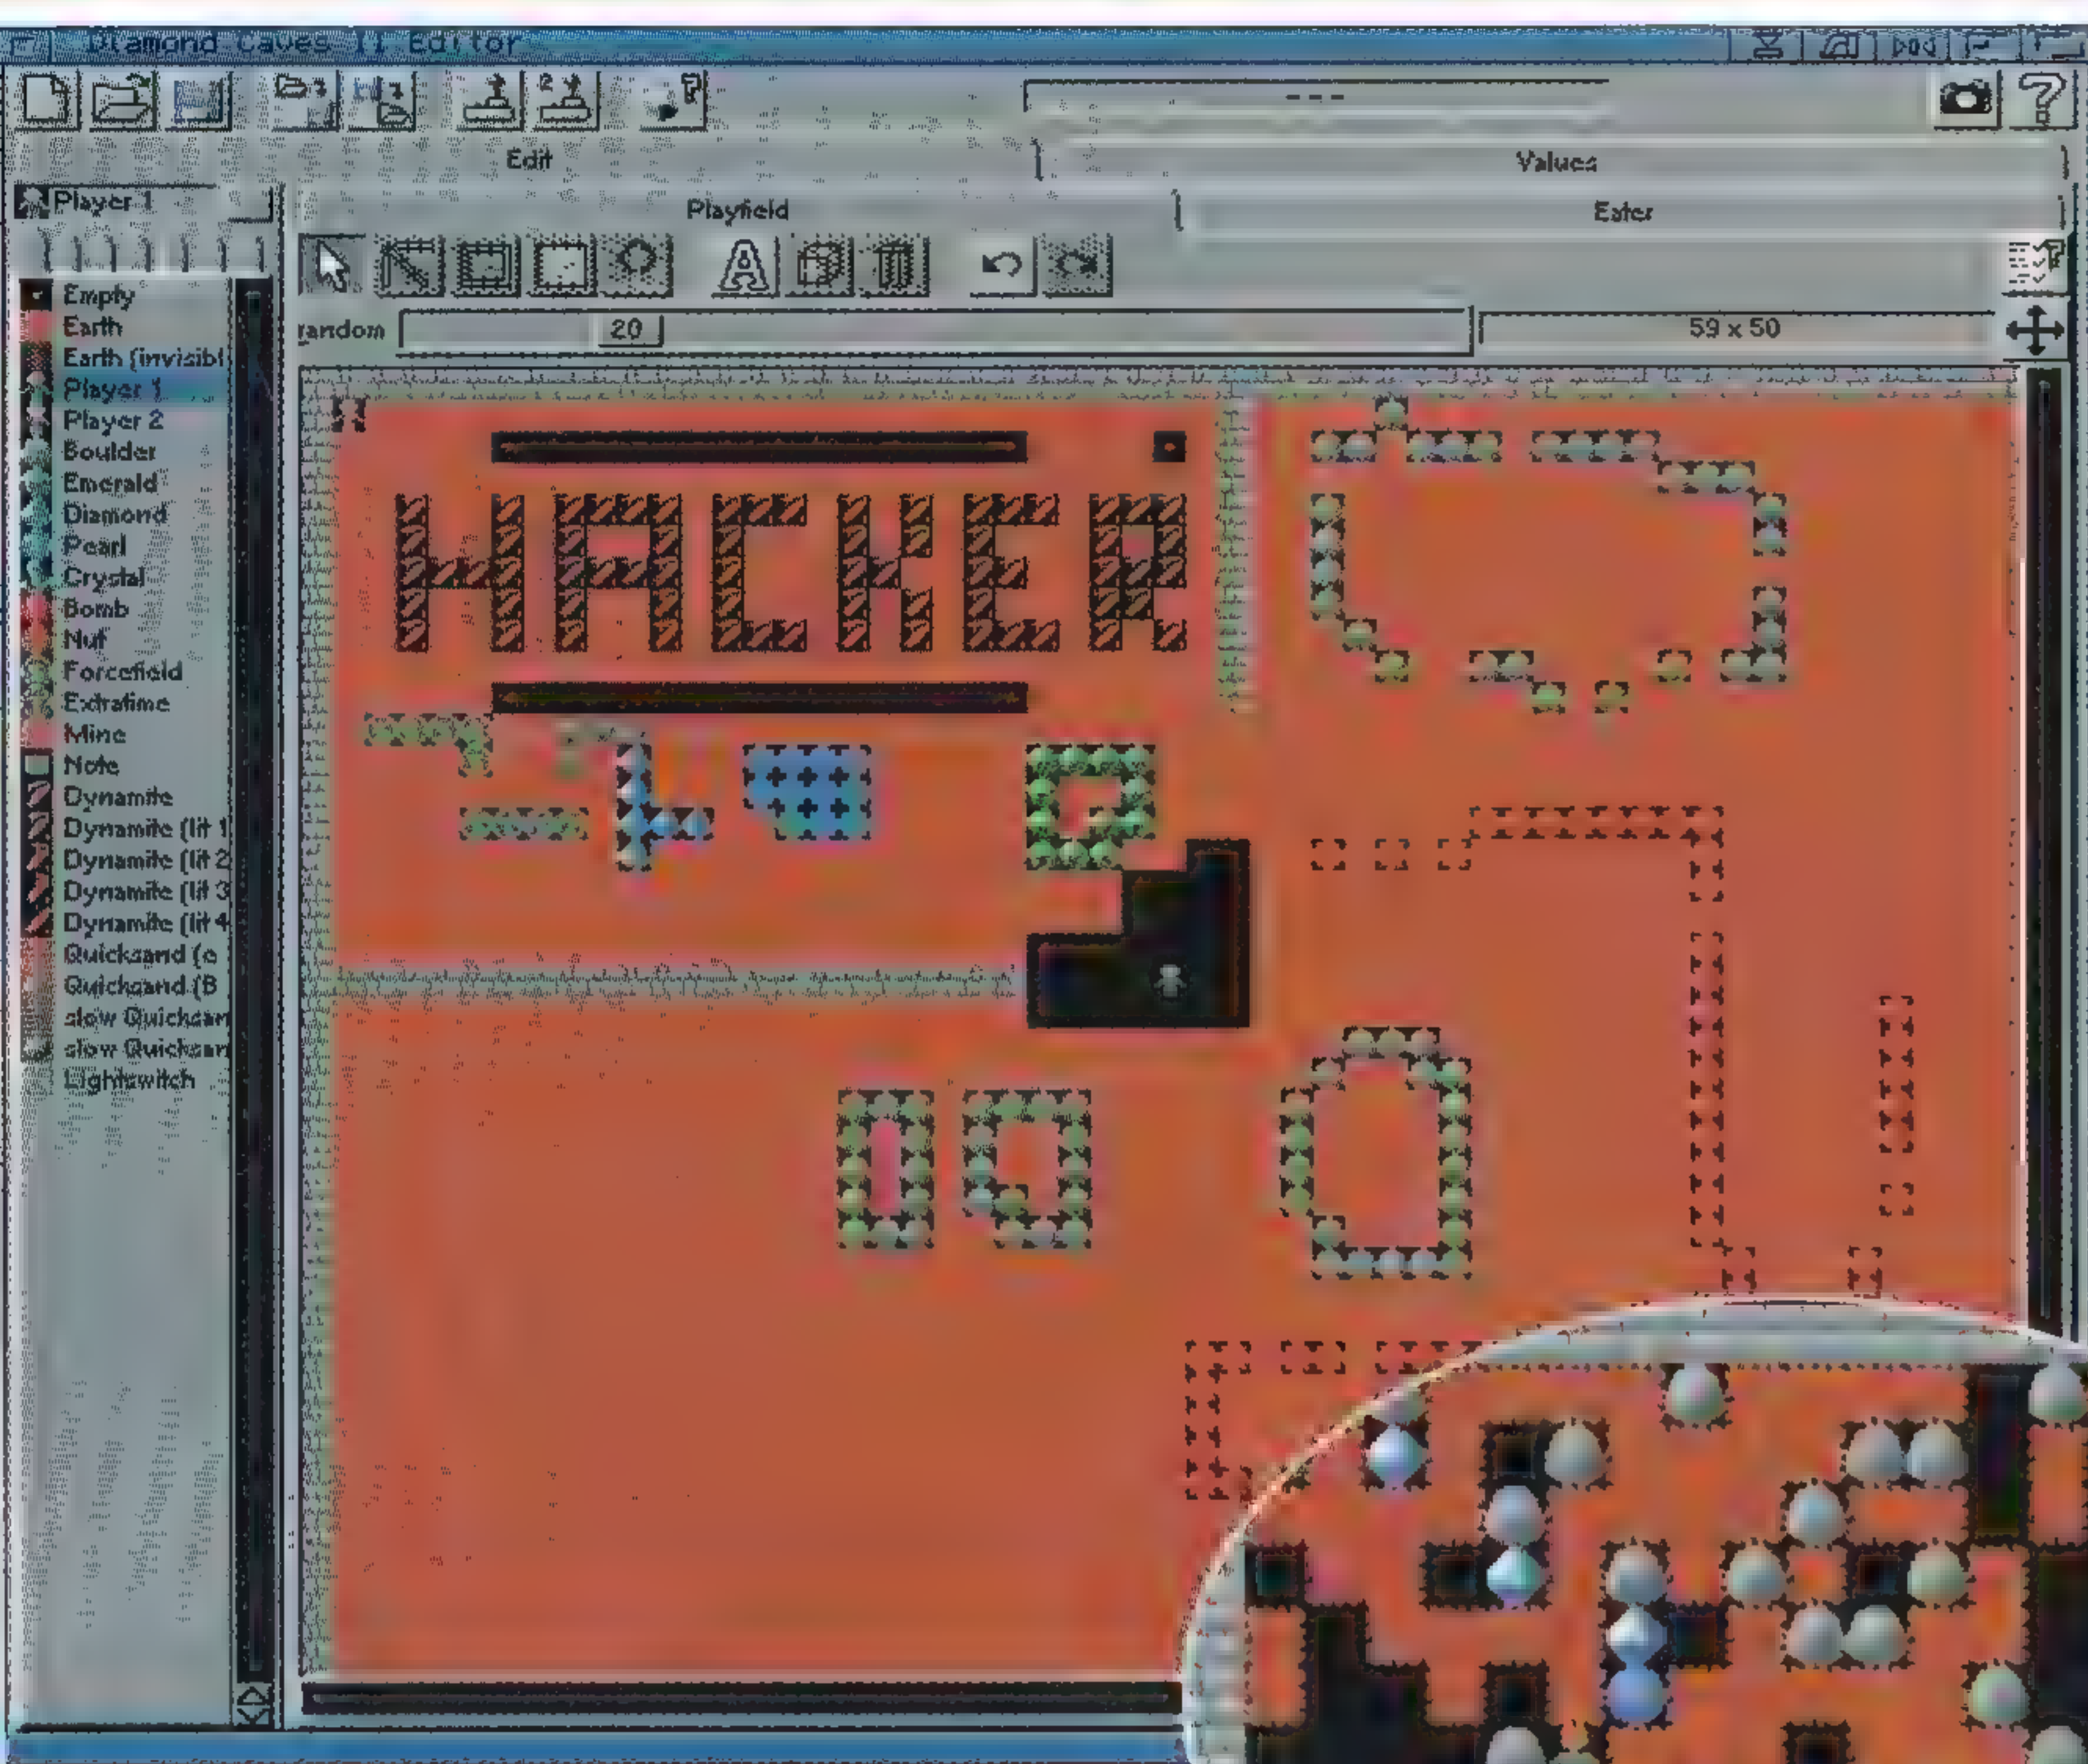 Diamond Caves II Editor
---
Edit
Values
Player 1
Playfield
Eater
random
20
59 x 50
Empty
Earth
Earth (invisibl
Player 1
Player 2
Boulder
Emerald
Diamond
Pearl
Crystal
Bomb
Nut
Forcefield
Extratime
Mine
Note
Dynamite
Dynamite (lit 1
Dynamite (lit 2
Dynamite (lit 3
Dynamite (lit 4
Quicksand (e
Quicksand (B
slow Quicksan
slow Quicksan
Lightswitch
HACKER